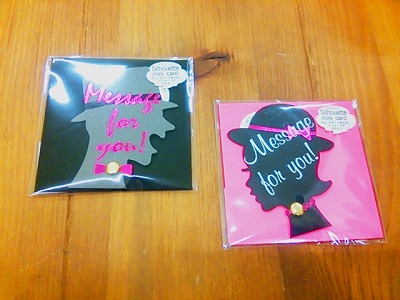 Silhouette
mini card
Message
for
you!
Silhouette
mini card
Message
for you!